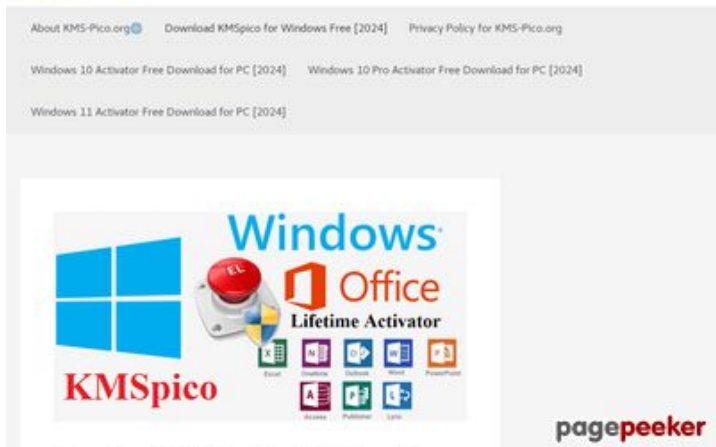 About KMS-Pico.org Download KMSpico for Windows Free [2024] Privacy Policy for KMS-Pico.org
Windows 10 Activator Free Download for PC [2024] Windows 10 Pro Activator Free Download for PC [2024]
Windows 11 Activator Free Download for PC [2024]
Windows
EL
Office
Lifetime Activator
Excel OneNote Outlook Word PowerPoint
KMSpico
Access Publisher Lync
pagepeeker